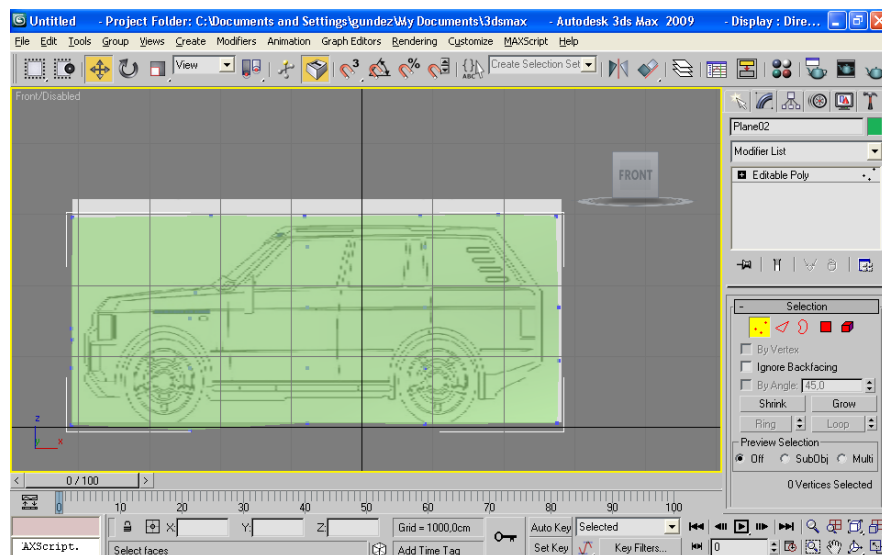 Untitled - Project Folder: C:\Documents and Settings\gundez\My Documents\3dsmax - Autodesk 3ds Max 2009 - Display : Dire...
File Edit Tools Group Views Create Modifiers Animation Graph Editors Rendering Customize MAXScript Help
View
3
%
ABC
Create Selection Set
Front/Disabled
FRONT
z
x
Plane02
Modifier List
Editable Poly
- Selection
By Vertex
Ignore Backfacing
By Angle: 45,0
Shrink Grow
Ring Loop
Preview Selection
Off SubObj Multi
0 Vertices Selected
< 0 / 100 >
0 10 20 30 40 50 60 70 80 90 100
X: Y: Z: Grid = 1000,0cm Auto Key Selected
AXScript. Select faces Add Time Tag Set Key Key Filters... 0